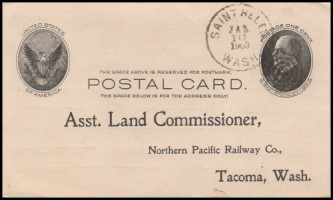 UNITED STATES
OF AMERICA.
SAINT HELEN
JAN
10
WASH.
POSTAGE ONE CENT
THE SPACE ABOVE IS RESERVED FOR POSTMARK.
POSTAL CARD.
THE SPACE BELOW IS FOR THE ADDRESS ONLY.
Asst. Land Commissioner,
Northern Pacific Railway Co.,
Tacoma, Wash.